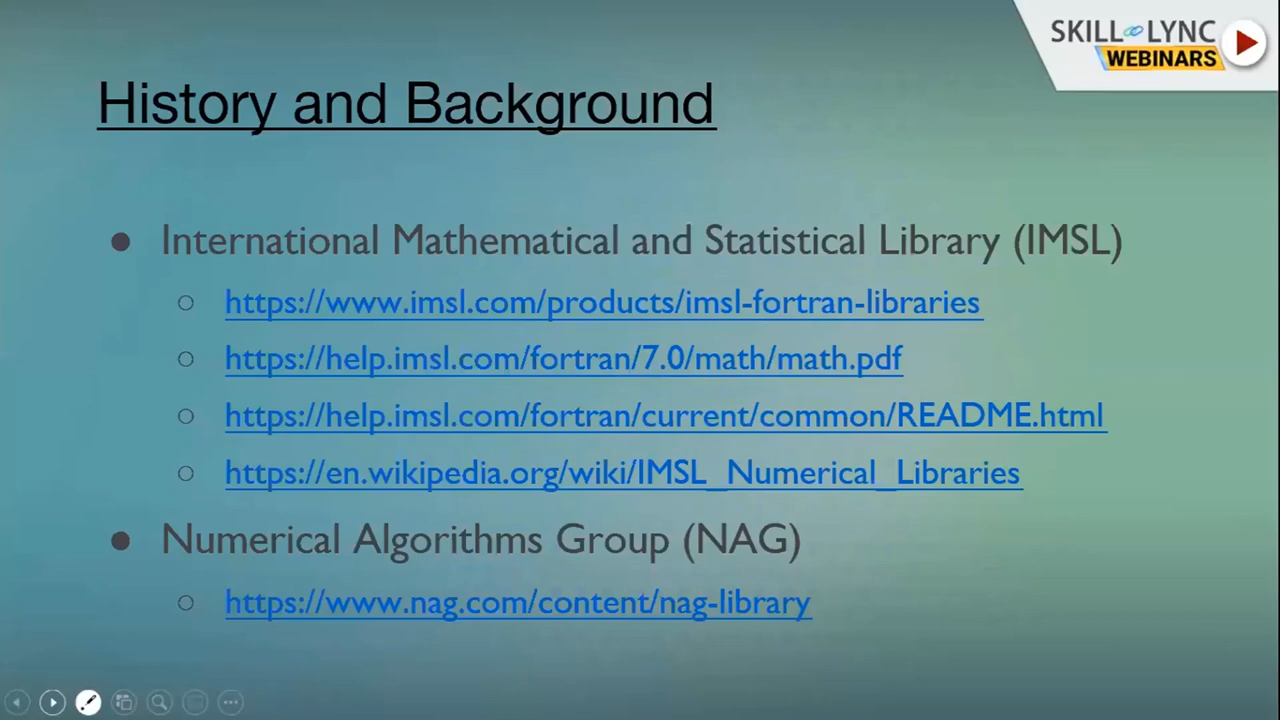 SKILL LYNC
WEBINARS
History and Background
● International Mathematical and Statistical Library (IMSL)
○ https://www.imsl.com/products/imsl-fortran-libraries
○ https://help.imsl.com/fortran/7.0/math/math.pdf
○ https://help.imsl.com/fortran/current/common/README.html
○ https://en.wikipedia.org/wiki/IMSL_Numerical_Libraries
● Numerical Algorithms Group (NAG)
○ https://www.nag.com/content/nag-library